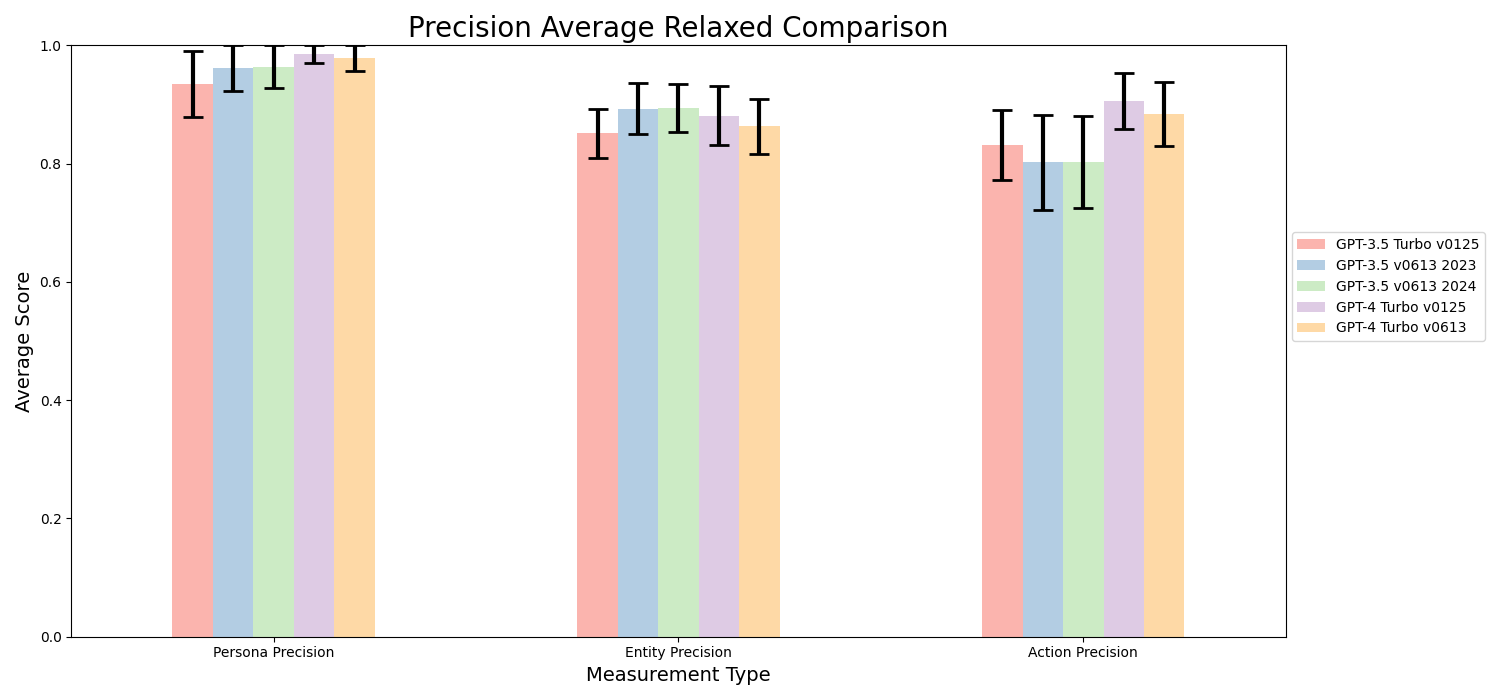 Precision Average Relaxed Comparison
Average Score
1.0
0.8
0.6
0.4
0.2
0.0
Persona Precision
Entity Precision
Action Precision
Measurement Type
GPT-3.5 Turbo v0125
GPT-3.5 v0613 2023
GPT-3.5 v0613 2024
GPT-4 Turbo v0125
GPT-4 Turbo v0613